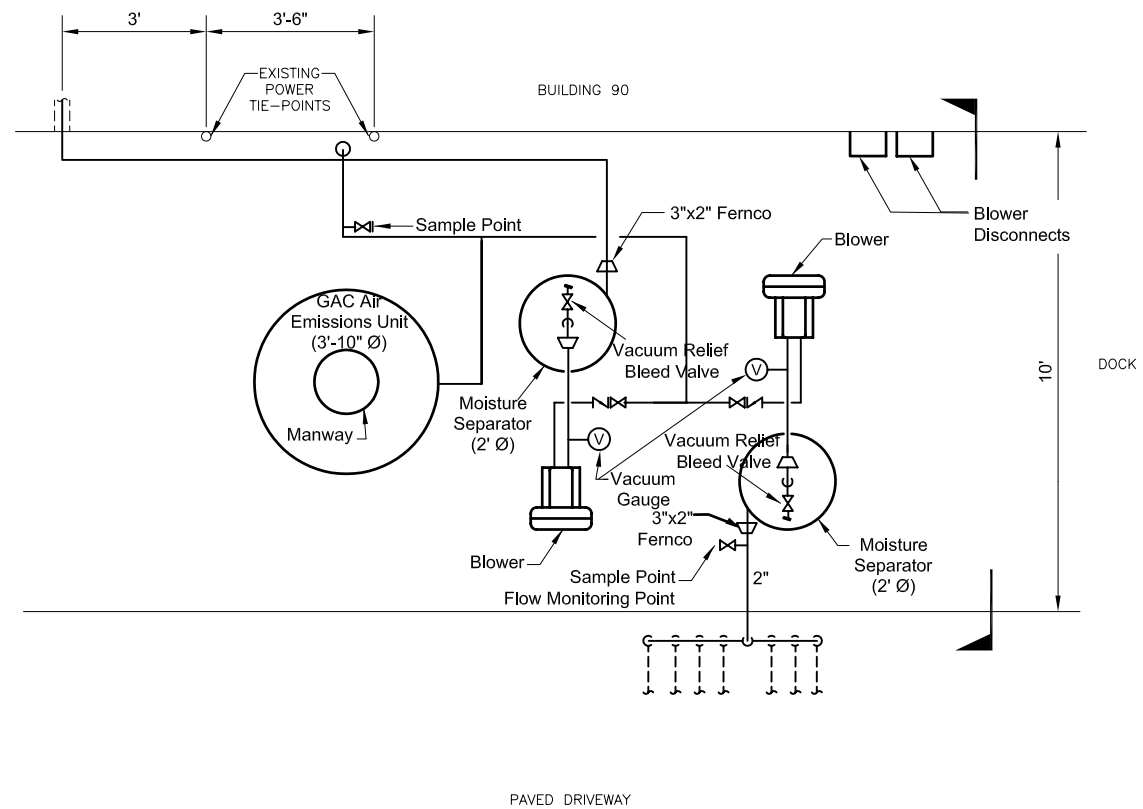 3'
3'-6"
EXISTING
POWER
TIE-POINTS
BUILDING 90
Sample Point
3"x2" Fernco
Blower
Blower
Disconnects
GAC Air
Emissions Unit
(3'-10" Ø)
Manway
Vacuum Relief
Bleed Valve
V
10'
DOCK
Moisture
Separator
(2' Ø)
V
Vacuum Relief
Bleed Valve
Vacuum
Gauge
3"x2"
Fernco
Blower
Sample Point
Flow Monitoring Point
2"
Moisture
Separator
(2' Ø)
PAVED DRIVEWAY